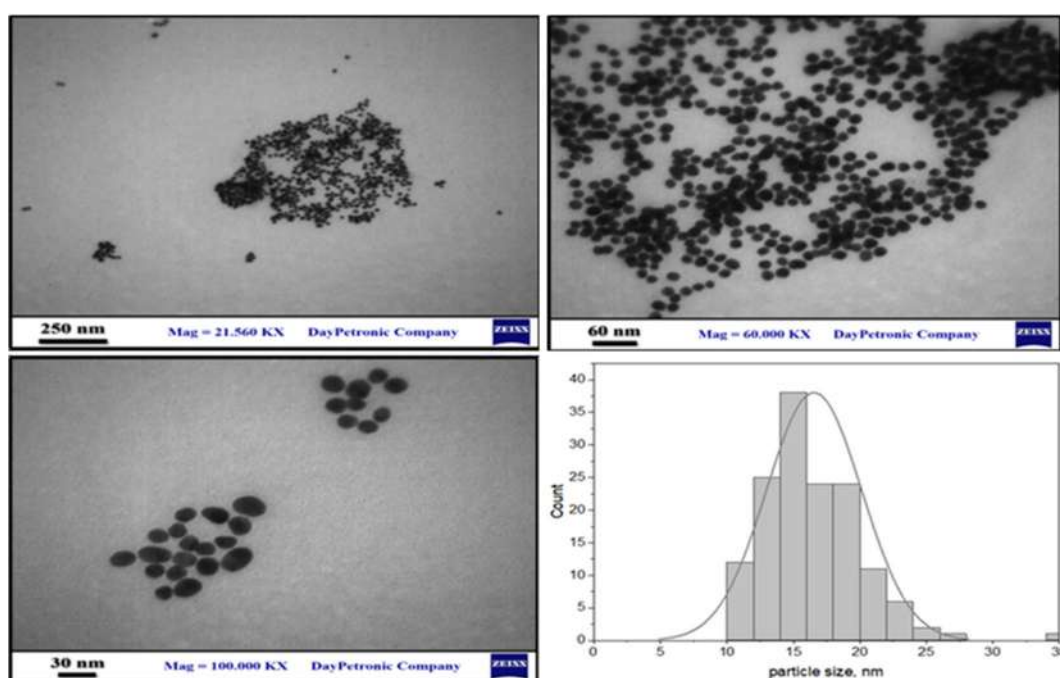 250 nm
Mag = 21.560 KX DayPetronic Company ZEISS
60 nm
Mag = 60.000 KX DayPetronic Company ZEISS
30 nm
Mag = 100.000 KX DayPetronic Company ZEISS
40
35
30
25
20
15
10
5
0
Count
0 5 10 15 20 25 30 35
particle size, nm